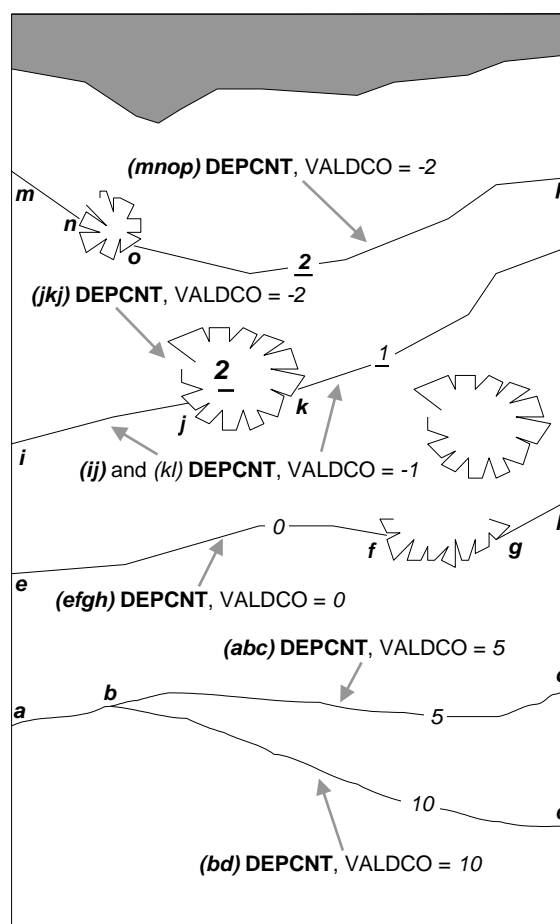 (mnop) DEPCNT, VALDCO = -2
m
n
o
2
(jkj) DEPCNT, VALDCO = -2
1
2
k
j
i
(ij) and (kl) DEPCNT, VALDCO = -1
0
f
g
e
(efgh) DEPCNT, VALDCO = 0
(abc) DEPCNT, VALDCO = 5
b
a
5
10
(bd) DEPCNT, VALDCO = 10